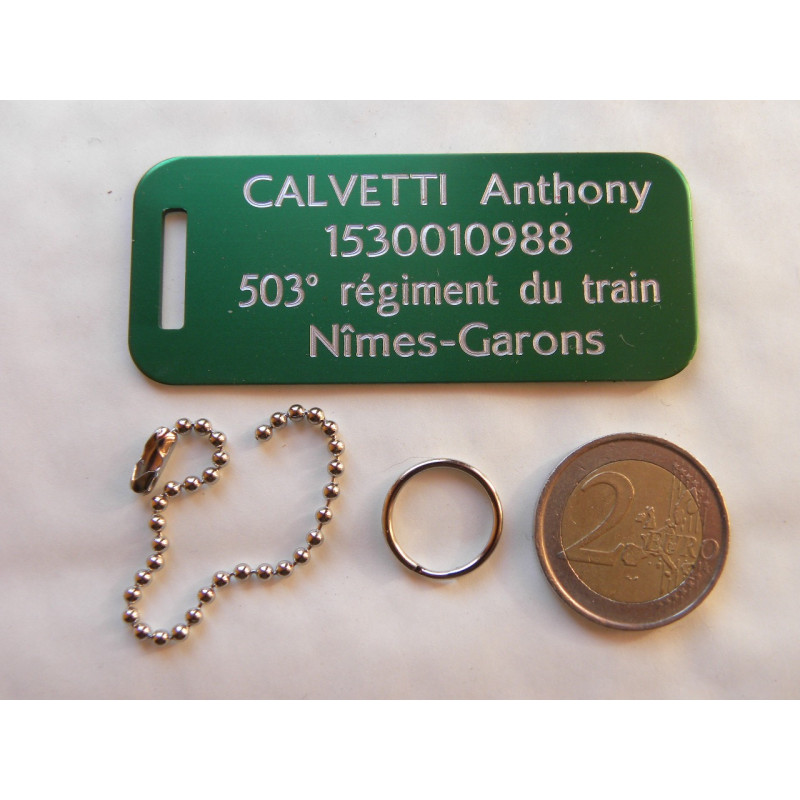 CALVETTI Anthony
1530010988
503° régiment du train
Nîmes-Garons
2 EURO